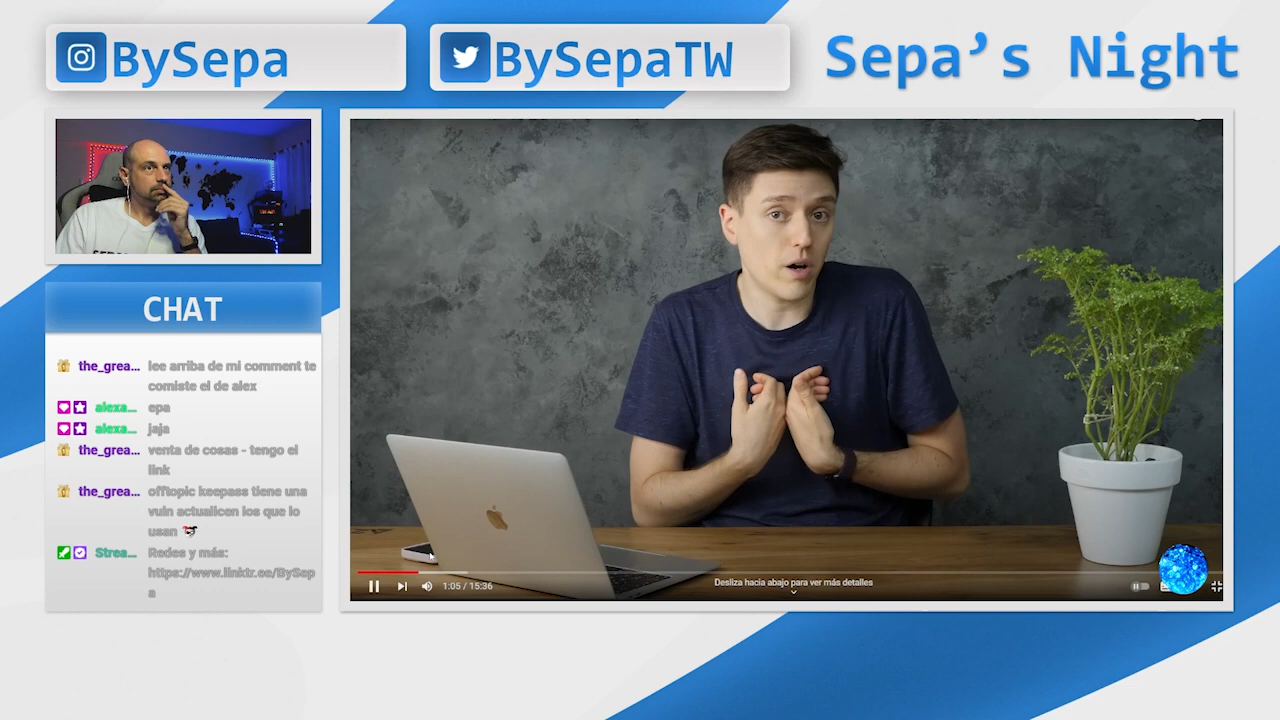 BySepa
BySepaTW
Sepa's Night
CHAT
the_grea... lee arriba de mi comment te
comiste el de alex
alexa... epa
alexa... jaja
the_grea... venta de cosas - tengo el
link
the_grea... offtopic keepass tiene una
vuln actualicen los que lo
usan
Strea... Redes y más:
https://www.linktr.ee/BySep
a
1:05 / 15:36
Desliza hacia abajo para ver más detalles